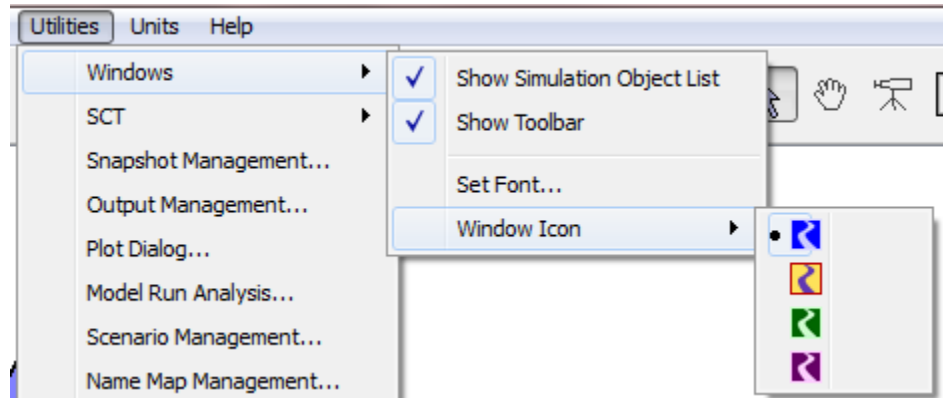 Utilities Units Help
Windows
SCT
Snapshot Management...
Output Management...
Plot Dialog...
Model Run Analysis...
Scenario Management...
Name Map Management...
Show Simulation Object List
Show Toolbar
Set Font...
Window Icon